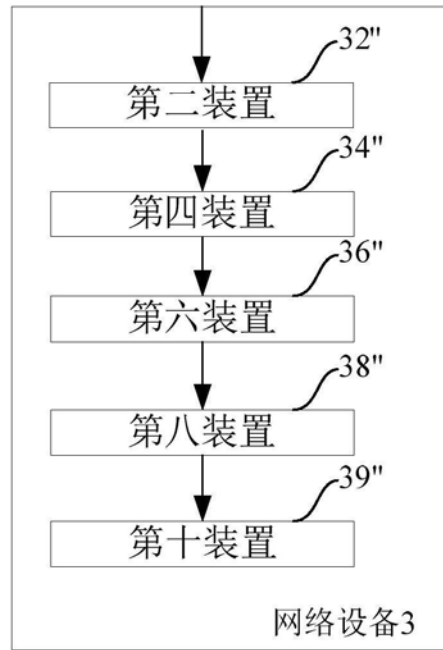 32"
第二装置
34"
第四装置
36"
第六装置
38"
第八装置
39"
第十装置
网络设备3